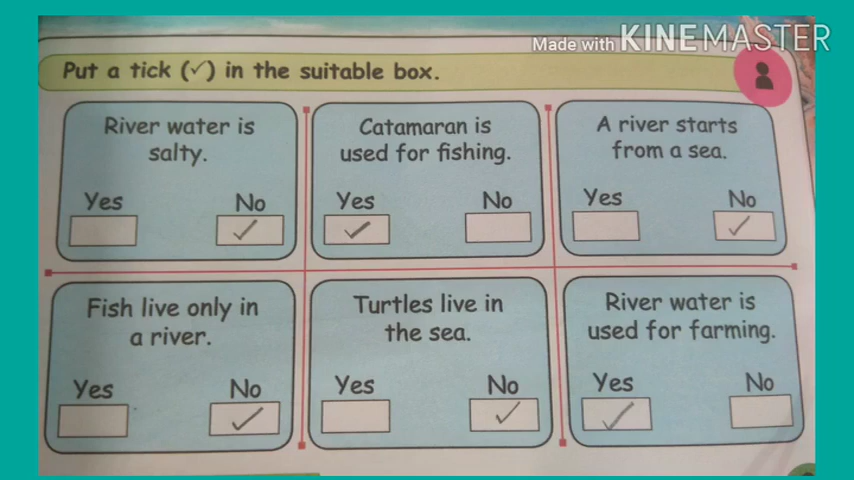 Made with KINEMASTER
Put a tick (✓) in the suitable box.
River water is
salty.
Yes No
✓
Catamaran is
used for fishing.
Yes No
✓
A river starts
from a sea.
Yes No
✓
Fish live only in
a river.
Yes No
✓
Turtles live in
the sea.
Yes No
✓
River water is
used for farming.
Yes No
✓